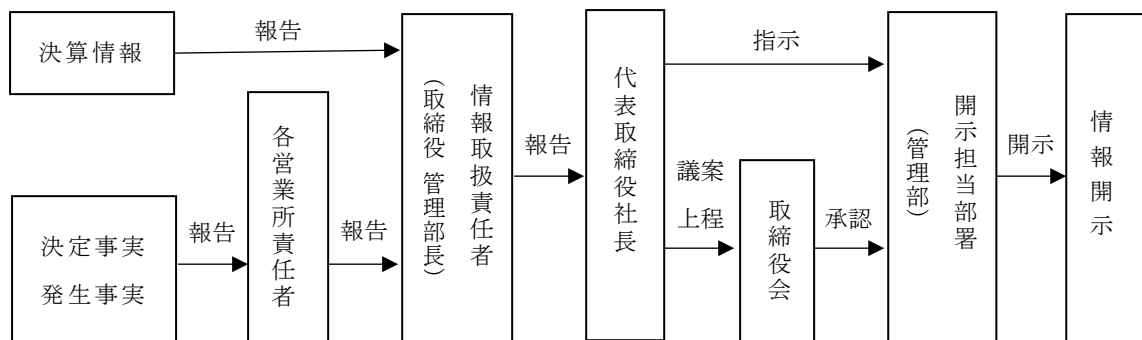 決算情報
報告
決定事実
発生事実
報告
各営業所責任者
報告
情報取扱責任者
(取締役 管理部長)
報告
代表取締役社長
指示
議案
上程
取締役会
承認
開示担当部署
(管理部)
開示
情報開示